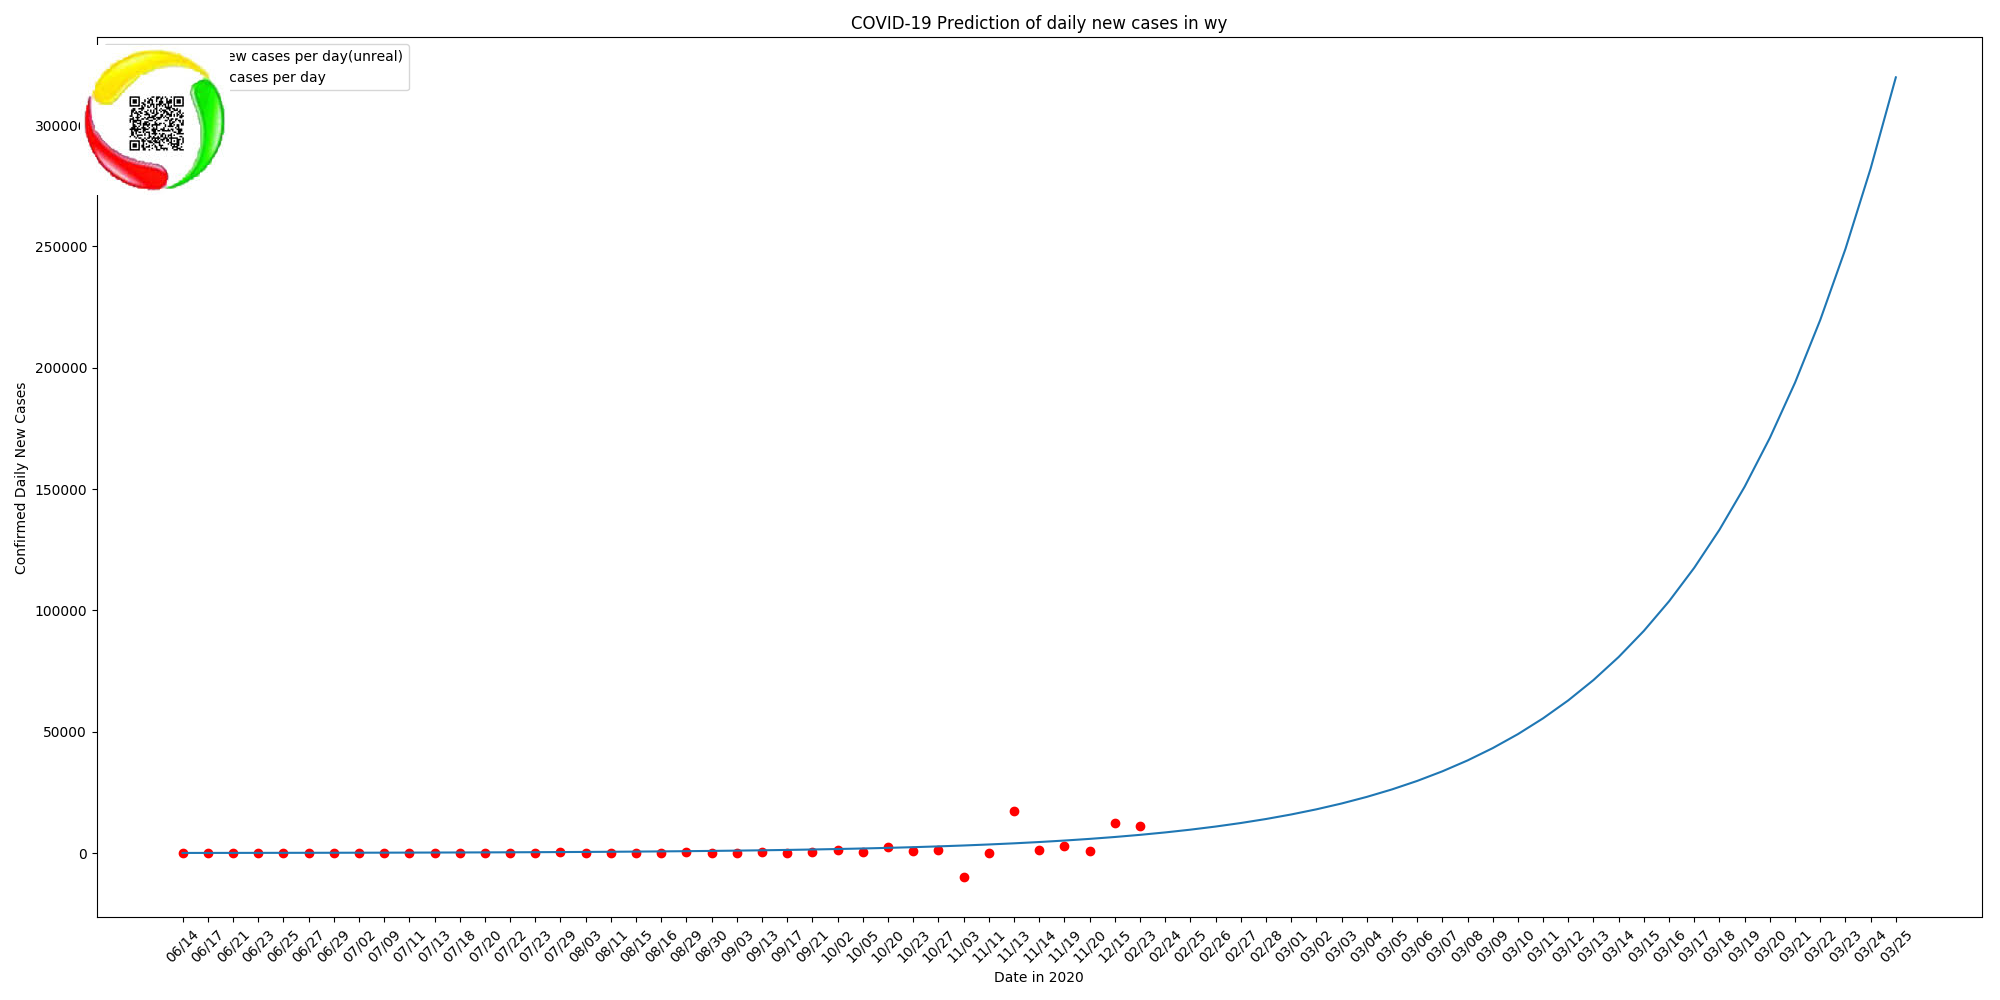 COVID-19 Prediction of daily new cases in wy
ew cases per day(unreal)
cases per day
Confirmed Daily New Cases
30000
250000
200000
150000
100000
50000
0
06/14 06/17 06/21 06/23 06/25 06/27 06/29 07/02 07/09 07/11 07/13 07/18 07/20 07/22 07/23 07/29 08/03 08/11 08/15 08/16 08/29 08/30 09/03 09/13 09/17 09/21 10/02 10/05 10/20 10/23 10/27 11/03 11/11 11/13 11/14 11/19 11/20 12/15 02/23 02/24 02/25 02/26 02/27 02/28 03/01 03/02 03/03 03/04 03/05 03/06 03/07 03/08 03/09 03/10 03/11 03/12 03/13 03/14 03/15 03/16 03/17 03/18 03/19 03/20 03/21 03/22 03/23 03/24 03/25
Date in 2020